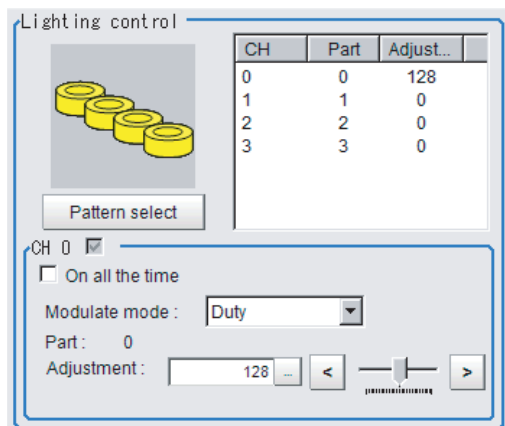 Lighting control
CH Part Adjust...
0 0 128
1 1 0
2 2 0
3 3 0
Pattern select
CH 0
On all the time
Modulate mode : Duty
Part : 0
Adjustment : 128 ... < >